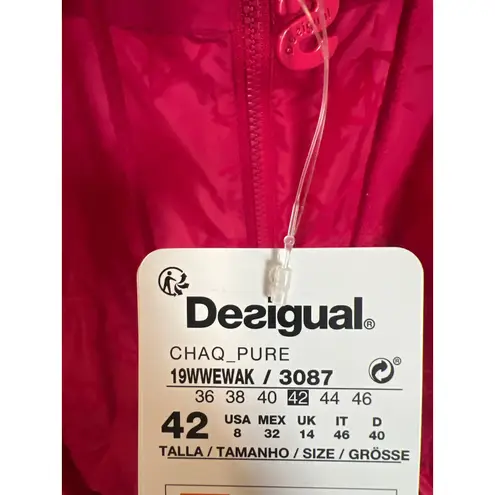 Desigual®
CHAQ_PURE
19WWEWAK / 3087
36 38 40 42 44 46
42 USA MEX UK IT D
8 32 14 46 40
TALLA / TAMANHO / SIZE / GRÖSSE